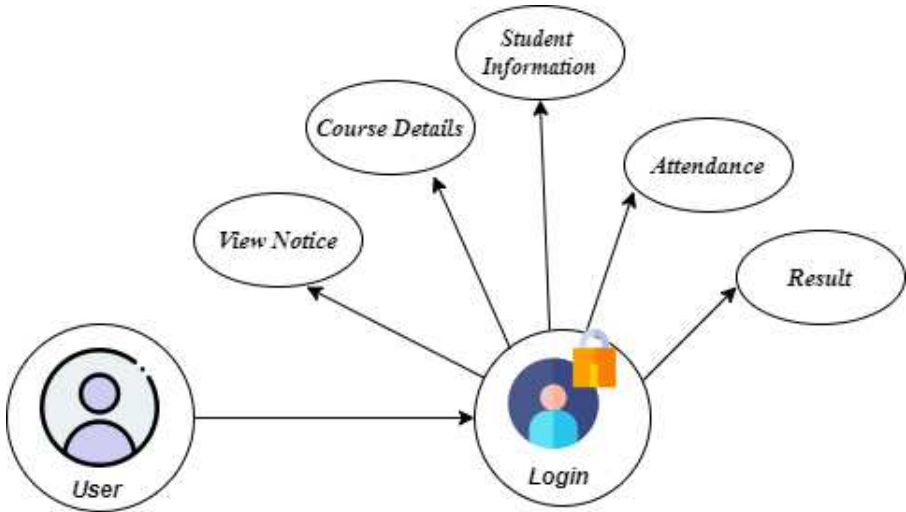 Student
Information
Course Details
Attendance
View Notice
Result
User
Login